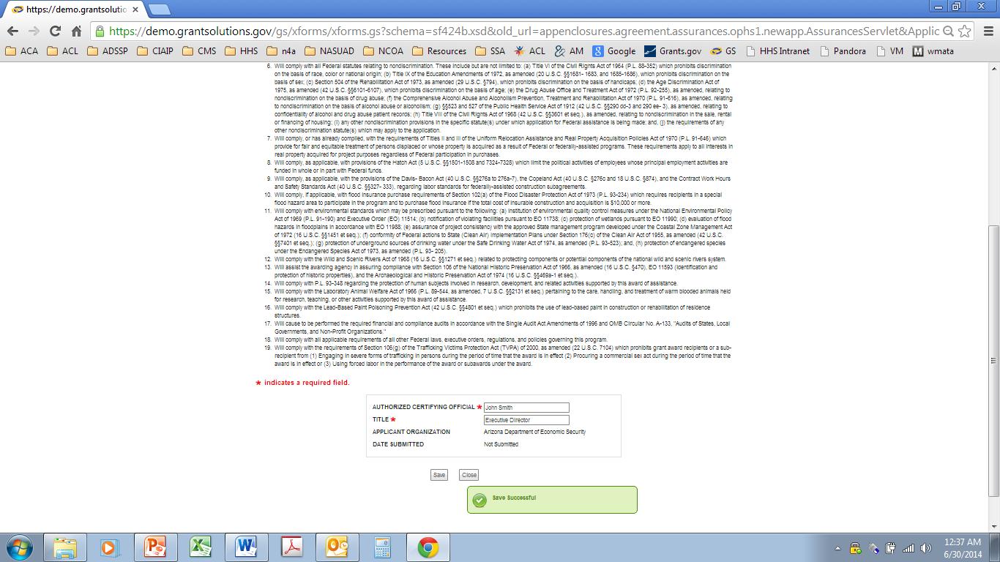 https://demo.grantsolutio
https://demo.grantsolutions.gov/gs/xforms/xforms.gs?schema=sf424b.xsd&old_url=appenclosures.agreement.assurances.ophs1.newapp.AssurancesServlet&Applic
ACA ACL ADSSP CIAIP CMS HHS n4a NASUAD NCOA Resources SSA ACL AM Google Grants.gov GS HHS Intranet Pandora VM wmata
6. Will comply with all Federal statutes relating to nondiscrimination. These include but are not limited to: (a) Title VI of the Civil Rights Act of 1964 (P.L. 88-352) which prohibits discrimination
on the basis of race, color or national origin; (b) Title IX of the Education Amendments of 1972, as amended (20 U.S.C. §§1681- 1683, and 1685-1686), which prohibits discrimination on the
basis of sex; (c) Section 504 of the Rehabilitation Act of 1973, as amended (29 U.S.C. §794), which prohibits discrimination on the basis of handicaps; (d) the Age Discrimination Act of
1975, as amended (42 U.S.C. §§6101-6107), which prohibits discrimination on the basis of age; (e) the Drug Abuse Office and Treatment Act of 1972 (P.L. 92-255), as amended, relating to
nondiscrimination on the basis of drug abuse; (f) the Comprehensive Alcohol Abuse and Alcoholism Prevention, Treatment and Rehabilitation Act of 1970 (P.L. 91-616), as amended, relating
to nondiscrimination on the basis of alcohol abuse or alcoholism; (g) §§523 and 527 of the Public Health Service Act of 1912 (42 U.S.C. §§290 dd-3 and 290 ee- 3), as amended, relating to
confidentiality of alcohol and drug abuse patient records; (h) Title VIII of the Civil Rights Act of 1968 (42 U.S.C. §§3601 et seq.), as amended, relating to nondiscrimination in the sale, rental
or financing of housing; (i) any other nondiscrimination provisions in the specific statute(s) under which application for Federal assistance is being made; and, (j) the requirements of any
other nondiscrimination statute(s) which may apply to the application.
7. Will comply, or has already complied, with the requirements of Titles II and III of the Uniform Relocation Assistance and Real Property Acquisition Policies Act of 1970 (P.L. 91-646) which
provide for fair and equitable treatment of persons displaced or whose property is acquired as a result of Federal or federally-assisted programs. These requirements apply to all interests in
real property acquired for project purposes regardless of Federal participation in purchases.
8. Will comply, as applicable, with provisions of the Hatch Act (5 U.S.C. §§1501-1508 and 7324-7328) which limit the political activities of employees whose principal employment activities are
funded in whole or in part with Federal funds.
9. Will comply, as applicable, with the provisions of the Davis- Bacon Act (40 U.S.C. §§276a to 276a-7), the Copeland Act (40 U.S.C. §276c and 18 U.S.C. §874), and the Contract Work Hours
and Safety Standards Act (40 U.S.C. §§327- 333), regarding labor standards for federally-assisted construction subagreements.
10. Will comply, if applicable, with flood insurance purchase requirements of Section 102(a) of the Flood Disaster Protection Act of 1973 (P.L. 93-234) which requires recipients in a special
flood hazard area to participate in the program and to purchase flood insurance if the total cost of insurable construction and acquisition is $10,000 or more.
11. Will comply with environmental standards which may be prescribed pursuant to the following: (a) institution of environmental quality control measures under the National Environmental Policy
Act of 1969 (P.L. 91-190) and Executive Order (EO) 11514; (b) notification of violating facilities pursuant to EO 11738; (c) protection of wetlands pursuant to EO 11990; (d) evaluation of flood
hazards in floodplains in accordance with EO 11988; (e) assurance of project consistency with the approved State management program developed under the Coastal Zone Management Act
of 1972 (16 U.S.C. §§1451 et seq.); (f) conformity of Federal actions to State (Clean Air) Implementation Plans under Section 176(c) of the Clean Air Act of 1955, as amended (42 U.S.C.
§§7401 et seq.); (g) protection of underground sources of drinking water under the Safe Drinking Water Act of 1974, as amended (P.L. 93-523); and, (h) protection of endangered species
under the Endangered Species Act of 1973, as amended (P.L. 93- 205).
12. Will comply with the Wild and Scenic Rivers Act of 1968 (16 U.S.C. §§1271 et seq.) related to protecting components or potential components of the national wild and scenic rivers system.
13. Will assist the awarding agency in assuring compliance with Section 106 of the National Historic Preservation Act of 1966, as amended (16 U.S.C. §470), EO 11593 (identification and
protection of historic properties), and the Archaeological and Historic Preservation Act of 1974 (16 U.S.C. §§469a-1 et seq.).
14. Will comply with P.L. 93-348 regarding the protection of human subjects involved in research, development, and related activities supported by this award of assistance.
15. Will comply with the Laboratory Animal Welfare Act of 1966 (P.L. 89-544, as amended, 7 U.S.C. §§2131 et seq.) pertaining to the care, handling, and treatment of warm blooded animals held
for research, teaching, or other activities supported by this award of assistance.
16. Will comply with the Lead-Based Paint Poisoning Prevention Act (42 U.S.C. §§4801 et seq.) which prohibits the use of lead-based paint in construction or rehabilitation of residence
structures.
17. Will cause to be performed the required financial and compliance audits in accordance with the Single Audit Act Amendments of 1996 and OMB Circular No. A-133, "Audits of States, Local
Governments, and Non-Profit Organizations."
18. Will comply with all applicable requirements of all other Federal laws, executive orders, regulations, and policies governing this program.
19. Will comply with the requirements of Section 106(g) of the Trafficking Victims Protection Act (TVPA) of 2000, as amended (22 U.S.C. 7104) which prohibits grant award recipients or a sub-
recipient from (1) Engaging in severe forms of trafficking in persons during the period of time that the award is in effect (2) Procuring a commercial sex act during the period of time that the
award is in effect or (3) Using forced labor in the performance of the award or subawards under the award.
* indicates a required field.
AUTHORIZED CERTIFYING OFFICIAL * John Smith
TITLE * Executive Director
APPLICANT ORGANIZATION Arizona Department of Economic Security
DATE SUBMITTED Not Submitted
Save Close
Save Successful
12:37 AM
6/30/2014